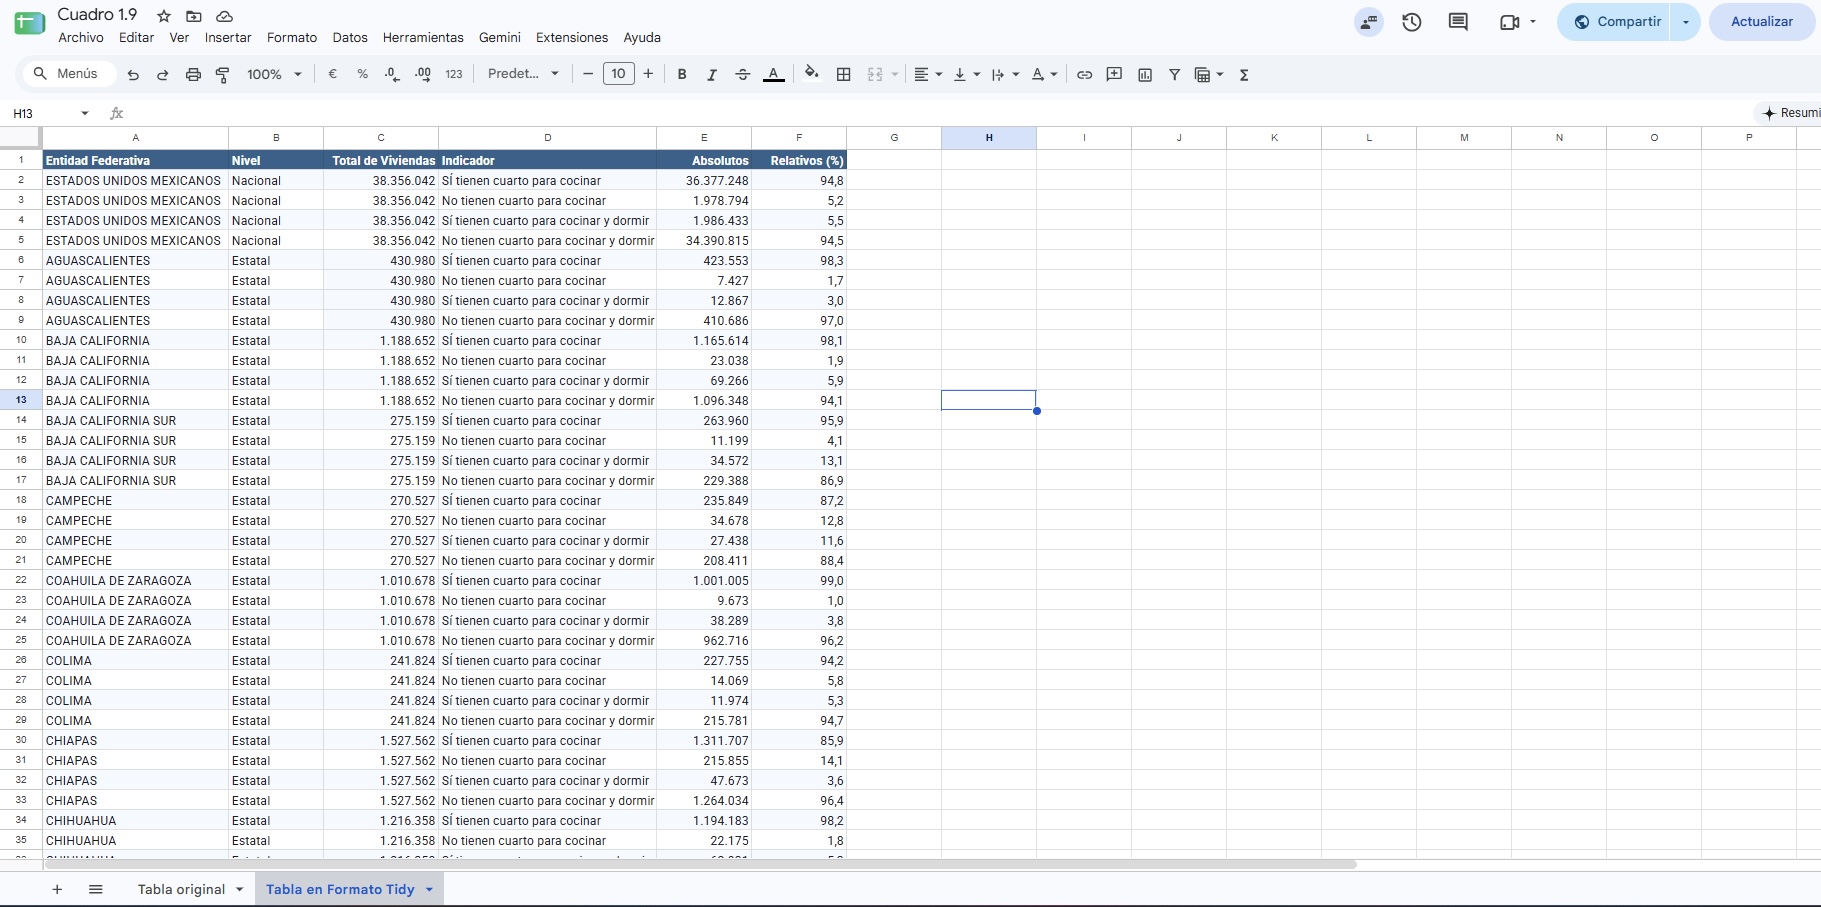 Cuadro 1.9
Archivo Editar Ver Insertar Formato Datos Herramientas Gemini Extensiones Ayuda
Compartir
Actualizar
Menús 100% € % .0 .00 123 Predet... 10 B I A A Σ
H13 fx
Resumi
A B C D E F G H I J K L M N O P
1 Entidad Federativa Nivel Total de Viviendas Indicador Absolutos Relativos (%)
2 ESTADOS UNIDOS MEXICANOS Nacional 38.356.042 SÍ tienen cuarto para cocinar 36.377.248 94,8
3 ESTADOS UNIDOS MEXICANOS Nacional 38.356.042 No tienen cuarto para cocinar 1.978.794 5,2
4 ESTADOS UNIDOS MEXICANOS Nacional 38.356.042 Sí tienen cuarto para cocinar y dormir 1.986.433 5,5
5 ESTADOS UNIDOS MEXICANOS Nacional 38.356.042 No tienen cuarto para cocinar y dormir 34.390.815 94,5
6 AGUASCALIENTES Estatal 430.980 SÍ tienen cuarto para cocinar 423.553 98,3
7 AGUASCALIENTES Estatal 430.980 No tienen cuarto para cocinar 7.427 1,7
8 AGUASCALIENTES Estatal 430.980 Sí tienen cuarto para cocinar y dormir 12.867 3,0
9 AGUASCALIENTES Estatal 430.980 No tienen cuarto para cocinar y dormir 410.686 97,0
10 BAJA CALIFORNIA Estatal 1.188.652 SÍ tienen cuarto para cocinar 1.165.614 98,1
11 BAJA CALIFORNIA Estatal 1.188.652 No tienen cuarto para cocinar 23.038 1,9
12 BAJA CALIFORNIA Estatal 1.188.652 Sí tienen cuarto para cocinar y dormir 69.266 5,9
13 BAJA CALIFORNIA Estatal 1.188.652 No tienen cuarto para cocinar y dormir 1.096.348 94,1
14 BAJA CALIFORNIA SUR Estatal 275.159 SÍ tienen cuarto para cocinar 263.960 95,9
15 BAJA CALIFORNIA SUR Estatal 275.159 No tienen cuarto para cocinar 11.199 4,1
16 BAJA CALIFORNIA SUR Estatal 275.159 Sí tienen cuarto para cocinar y dormir 34.572 13,1
17 BAJA CALIFORNIA SUR Estatal 275.159 No tienen cuarto para cocinar y dormir 229.388 86,9
18 CAMPECHE Estatal 270.527 SÍ tienen cuarto para cocinar 235.849 87,2
19 CAMPECHE Estatal 270.527 No tienen cuarto para cocinar 34.678 12,8
20 CAMPECHE Estatal 270.527 Sí tienen cuarto para cocinar y dormir 27.438 11,6
21 CAMPECHE Estatal 270.527 No tienen cuarto para cocinar y dormir 208.411 88,4
22 COAHUILA DE ZARAGOZA Estatal 1.010.678 SÍ tienen cuarto para cocinar 1.001.005 99,0
23 COAHUILA DE ZARAGOZA Estatal 1.010.678 No tienen cuarto para cocinar 9.673 1,0
24 COAHUILA DE ZARAGOZA Estatal 1.010.678 Sí tienen cuarto para cocinar y dormir 38.289 3,8
25 COAHUILA DE ZARAGOZA Estatal 1.010.678 No tienen cuarto para cocinar y dormir 962.716 96,2
26 COLIMA Estatal 241.824 SÍ tienen cuarto para cocinar 227.755 94,2
27 COLIMA Estatal 241.824 No tienen cuarto para cocinar 14.069 5,8
28 COLIMA Estatal 241.824 Sí tienen cuarto para cocinar y dormir 11.974 5,3
29 COLIMA Estatal 241.824 No tienen cuarto para cocinar y dormir 215.781 94,7
30 CHIAPAS Estatal 1.527.562 SÍ tienen cuarto para cocinar 1.311.707 85,9
31 CHIAPAS Estatal 1.527.562 No tienen cuarto para cocinar 215.855 14,1
32 CHIAPAS Estatal 1.527.562 Sí tienen cuarto para cocinar y dormir 47.673 3,6
33 CHIAPAS Estatal 1.527.562 No tienen cuarto para cocinar y dormir 1.264.034 96,4
34 CHIHUAHUA Estatal 1.216.358 SÍ tienen cuarto para cocinar 1.194.183 98,2
35 CHIHUAHUA Estatal 1.216.358 No tienen cuarto para cocinar 22.175 1,8
Tabla original Tabla en Formato Tidy